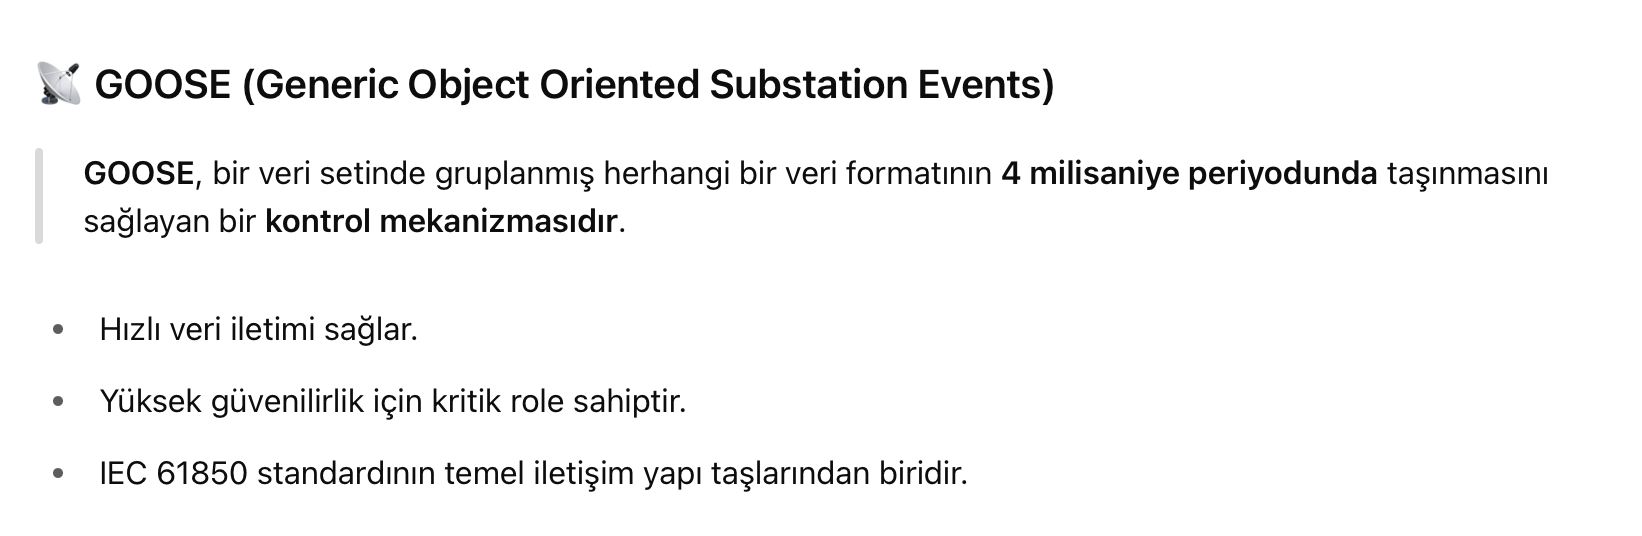 GOOSE (Generic Object Oriented Substation Events)
GOOSE, bir veri setinde gruplanmış herhangi bir veri formatının 4 milisaniye periyodunda taşınmasını
sağlayan bir kontrol mekanizmasıdır.
• Hızlı veri iletimi sağlar.
• Yüksek güvenilirlik için kritik role sahiptir.
• IEC 61850 standardının temel iletişim yapı taşlarından biridir.